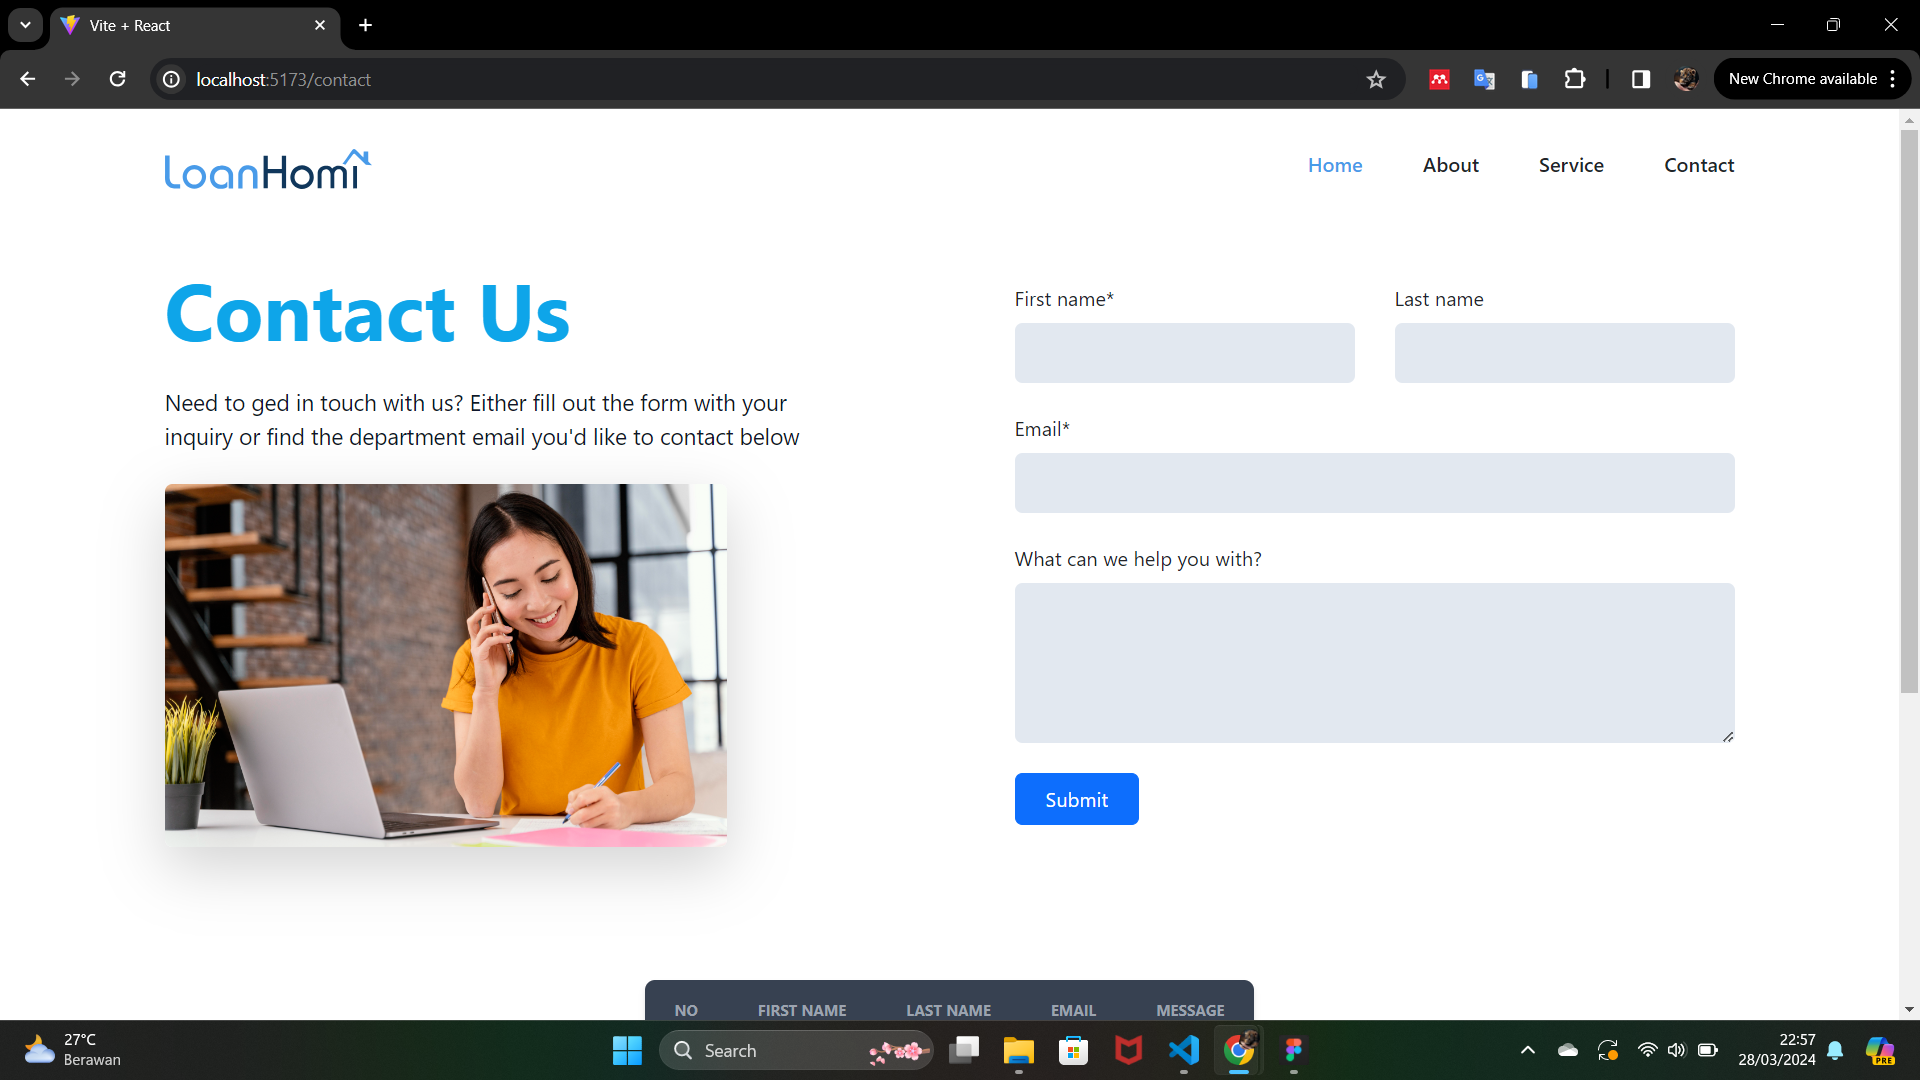 Vite + React
localhost:5173/contact
New Chrome available
LoanHomi
Home About Service Contact
Contact Us
Need to ged in touch with us? Either fill out the form with your
inquiry or find the department email you'd like to contact below
First name* Last name
Email*
What can we help you with?
Submit
NO FIRST NAME LAST NAME EMAIL MESSAGE
27°C
Berawan
Search
22:57
28/03/2024
PRE